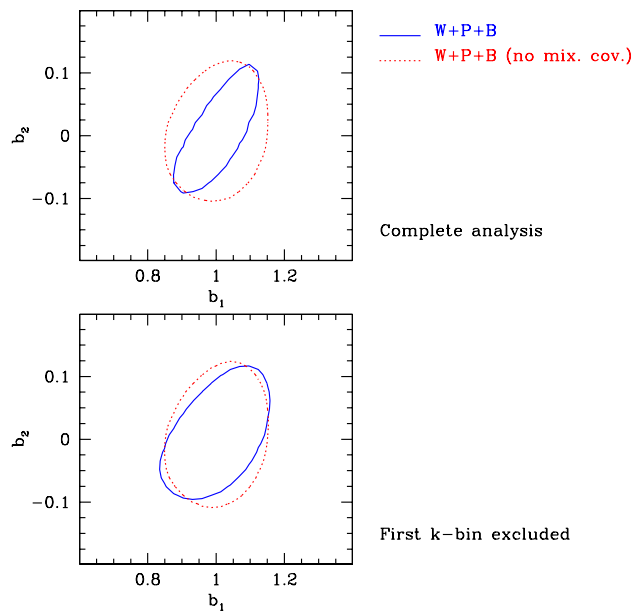 W+P+B
W+P+B (no mix. cov.)
0.1
0
−0.1
b2
0.8 1 1.2
b1
Complete analysis
0.1
0
−0.1
b2
0.8 1 1.2
b1
First k−bin excluded